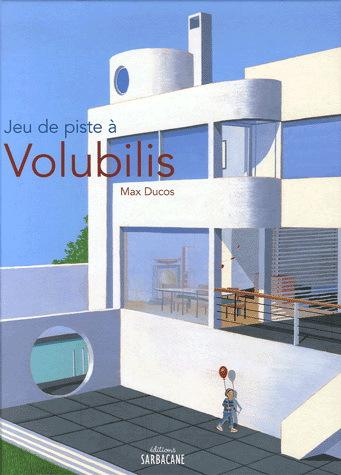 Jeu de piste à
Volubilis
Max Ducos
éditions
SARBACANE